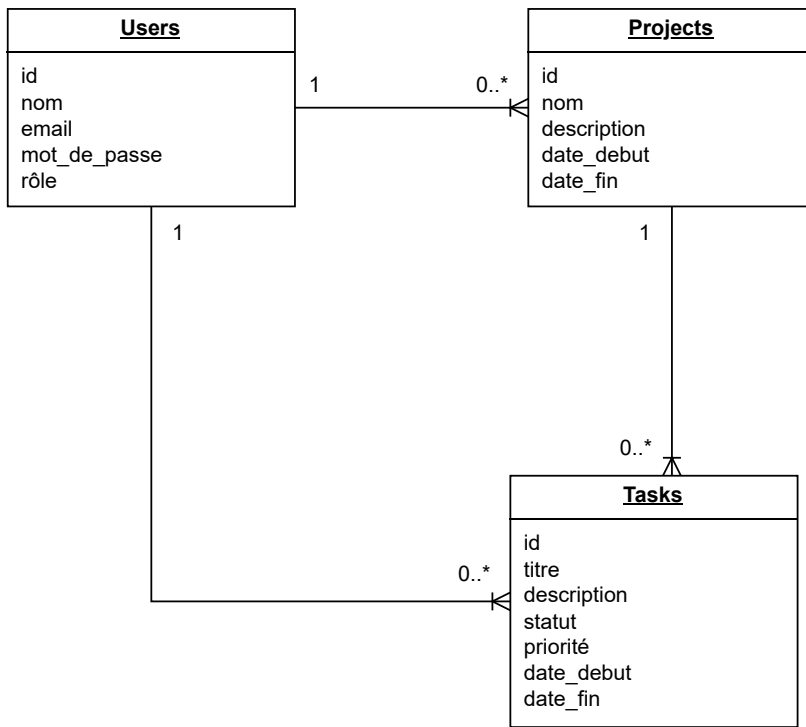 Users
id
nom
email
mot_de_passe
rôle
1
0..*
Projects
id
nom
description
date_debut
date_fin
1
1
0..*
0..*
Tasks
id
titre
description
statut
priorité
date_debut
date_fin